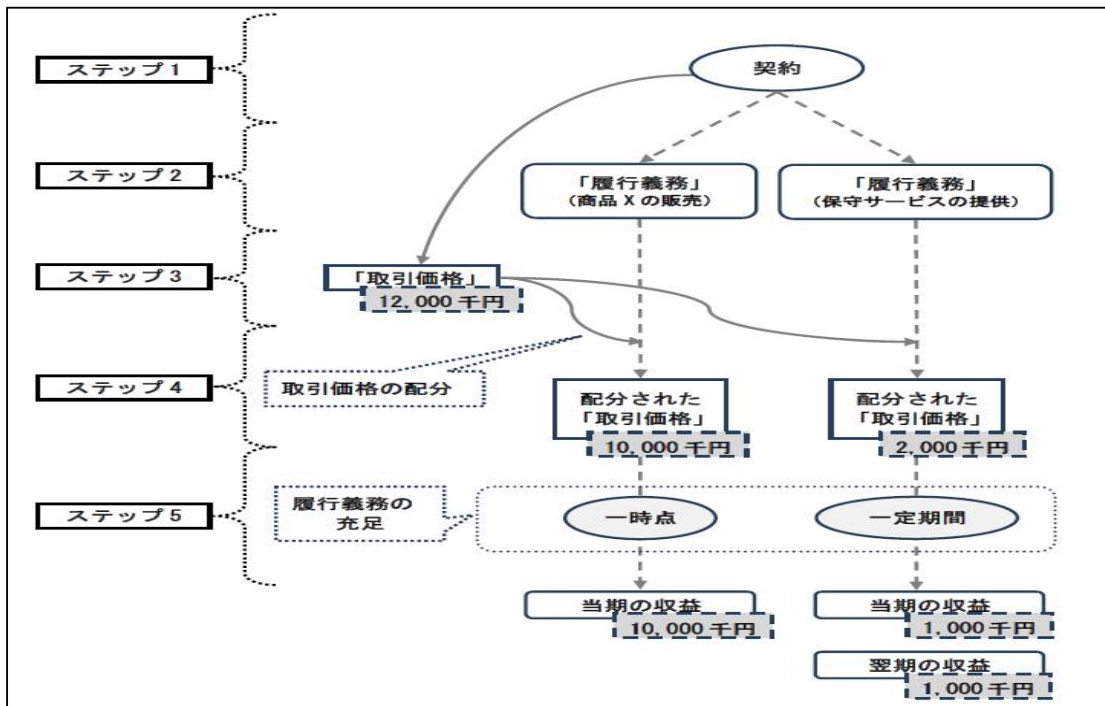 ステップ1
契約
ステップ2
「履行義務」
(商品Xの販売)
「履行義務」
(保守サービスの提供)
ステップ3
「取引価格」
12,000千円
ステップ4
取引価格の配分
配分された
「取引価格」
10,000千円
配分された
「取引価格」
2,000千円
ステップ5
履行義務の
充足
一時点
一定期間
当期の収益
10,000千円
当期の収益
1,000千円
翌期の収益
1,000千円